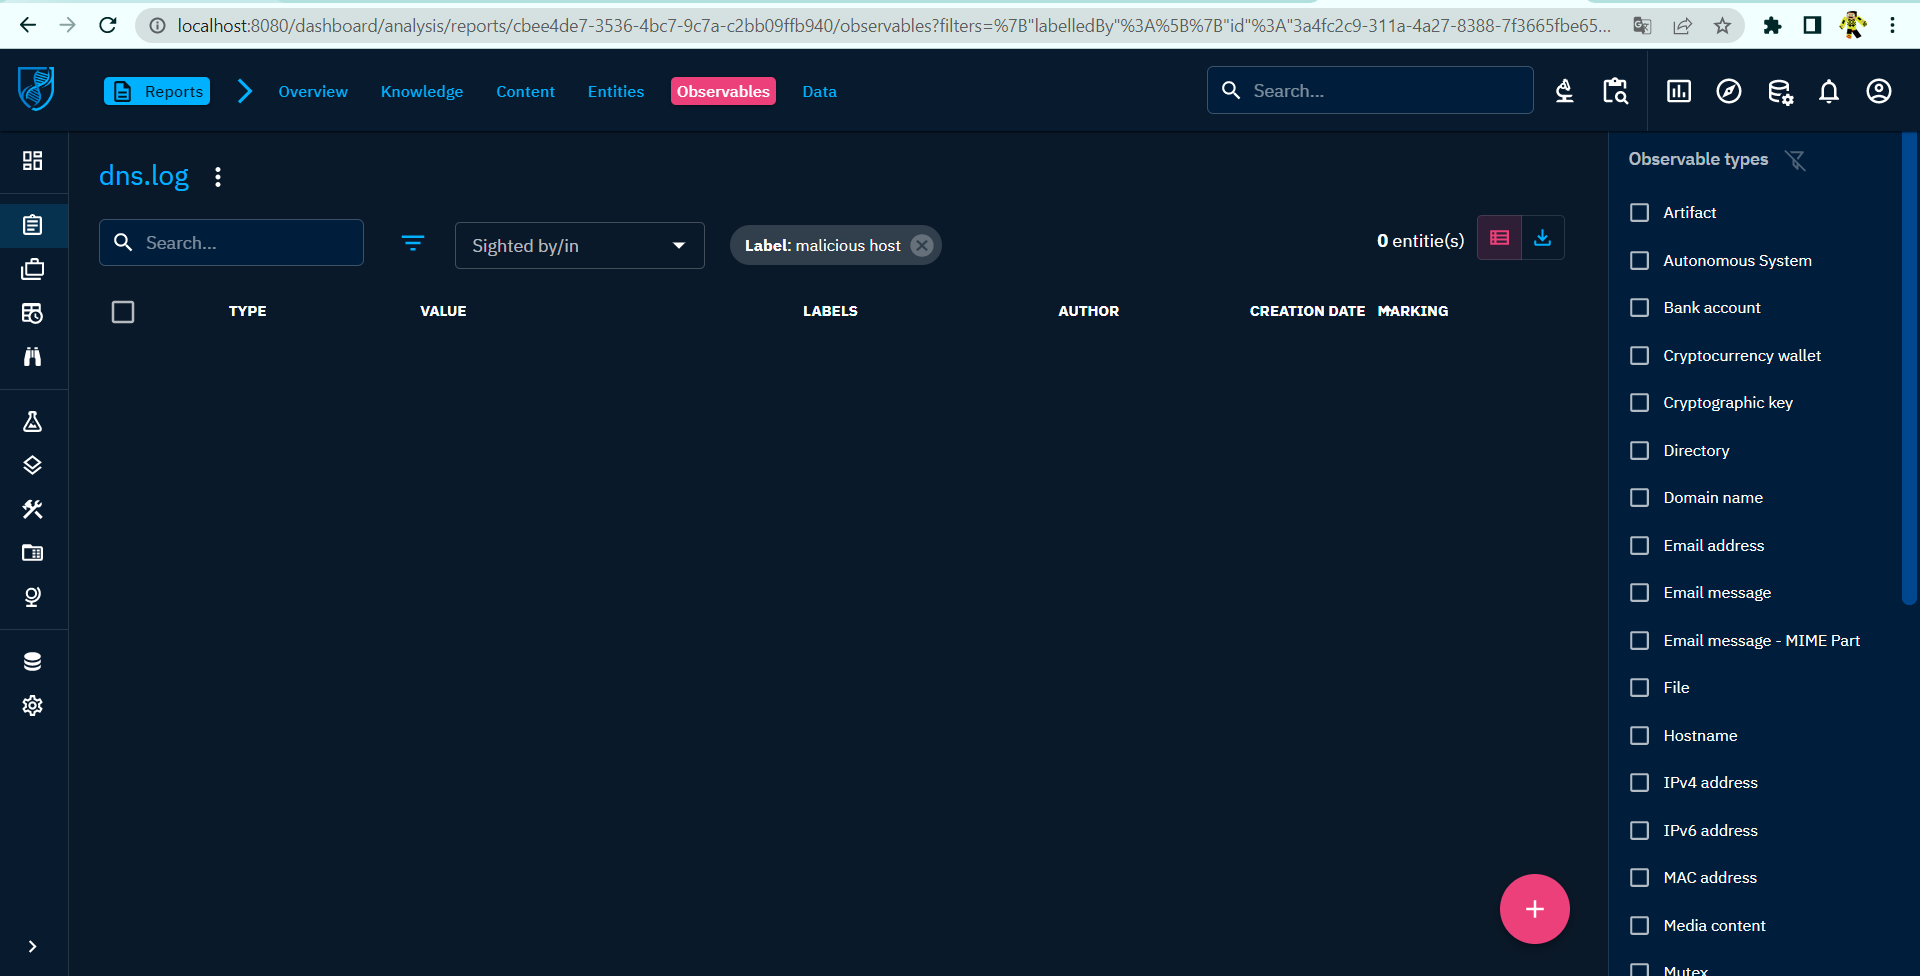 localhost:8080/dashboard/analysis/reports/cbee4de7-3536-4bc7-9c7a-c2bb09ffb940/observables?filters=%7B"labelledBy"%3A%5B%7B"id"%3A"3a4fc2c9-311a-4a27-8388-7f3665fbe65...
Reports Overview Knowledge Content Entities Observables Data Search...
dns.log
Search... Sighted by/in Label: malicious host 0 entitie(s)
TYPE VALUE LABELS AUTHOR CREATION DATE MARKING
Observable types
Artifact
Autonomous System
Bank account
Cryptocurrency wallet
Cryptographic key
Directory
Domain name
Email address
Email message
Email message - MIME Part
File
Hostname
IPv4 address
IPv6 address
MAC address
Media content
Mutex